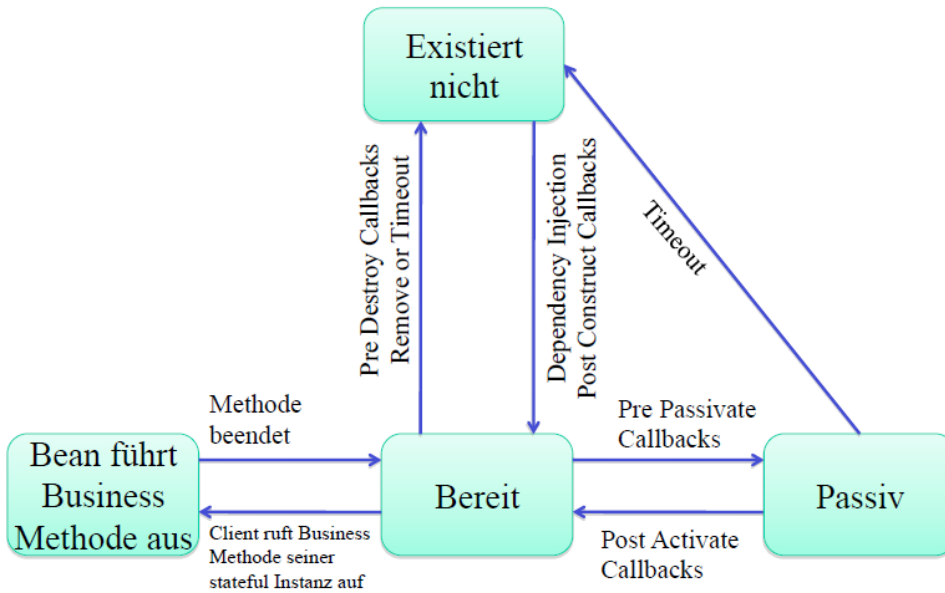 Existiert
nicht
Pre Destroy Callbacks
Remove or Timeout
Dependency Injection
Post Construct Callbacks
Timeout
Methode
beendet
Pre Passivate
Callbacks
Bean führt
Business
Methode aus
Bereit
Passiv
Client ruft Business
Methode seiner
stateful Instanz auf
Post Activate
Callbacks